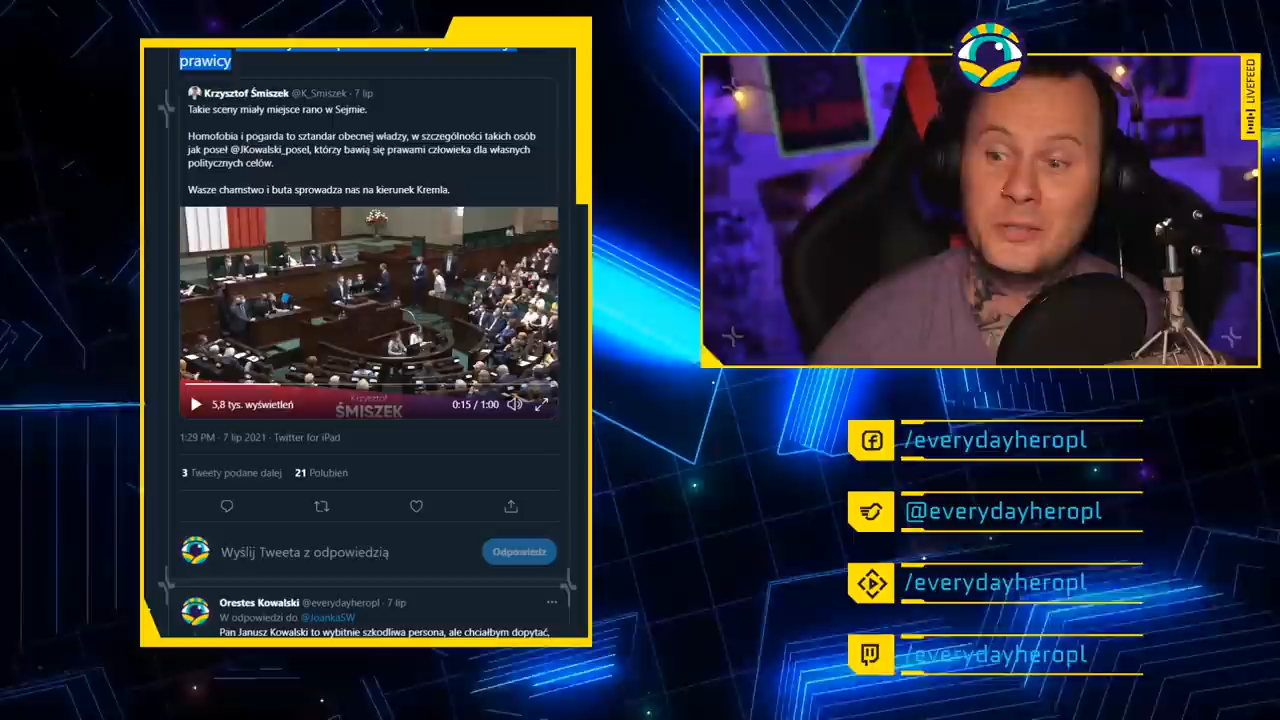 prawicy
Krzysztof Śmiszek @K_Smiszek · 7 lip
Takie sceny miały miejsce rano w Sejmie.
Homofobia i pogarda to sztandar obecnej władzy, w szczególności takich osób
jak poseł @JKowalski_posel, którzy bawią się prawami człowieka dla własnych
politycznych celów.
Wasze chamstwo i buta sprowadza nas na kierunek Kremla.
5,8 tys. wyświetleń
Krzysztof
ŚMISZEK
0:15 / 1:00
1:29 PM · 7 lip 2021 · Twitter for iPad
3 Tweety podane dalej 21 Polubień
Wyślij Tweeta z odpowiedzią
Odpowiedz
Orestes Kowalski @everydayheropl · 7 lip
W odpowiedzi do @JoankaSW
Pan Janusz Kowalski to wybitnie szkodliwa persona, ale chciałbym dopytać,
LIVEFEED
/everydayheropl
@everydayheropl
/everydayheropl
/everydayheropl